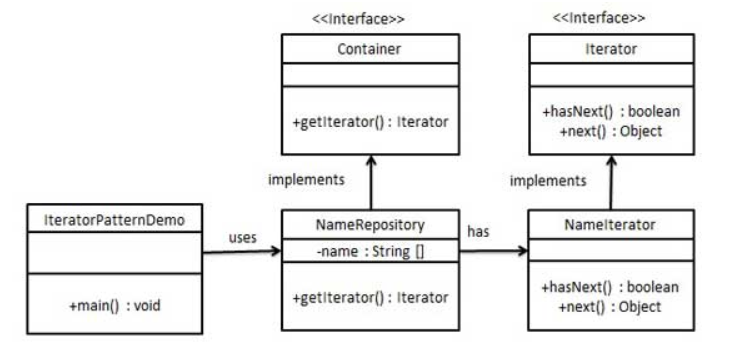 <<Interface>>
Container
+getIterator() : Iterator
<<Interface>>
Iterator
+hasNext() : boolean
+next() : Object
implements
implements
IteratorPatternDemo
+main() : void
uses
NameRepository
-name : String []
+getIterator() : Iterator
has
NameIterator
+hasNext() : boolean
+next() : Object